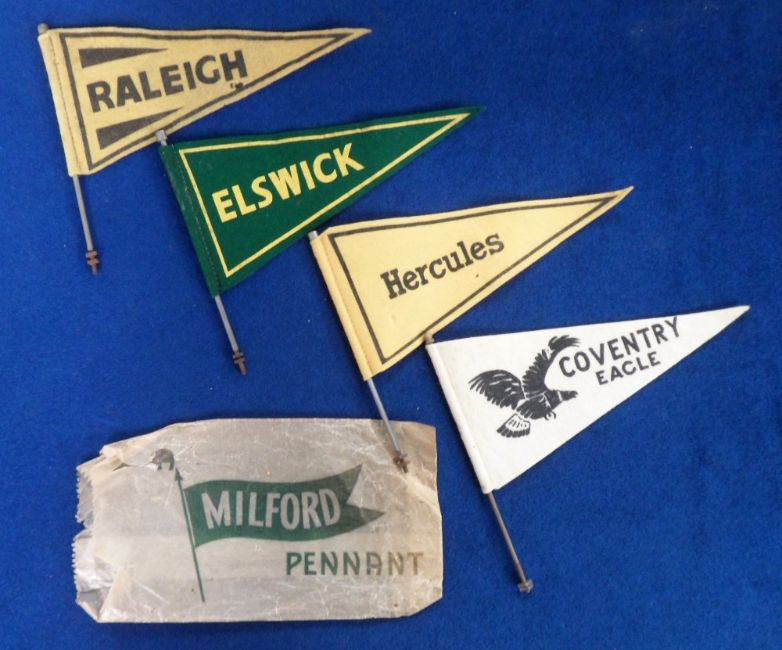 RALEIGH
ELSWICK
Hercules
COVENTRY
EAGLE
MILFORD
PENNANT